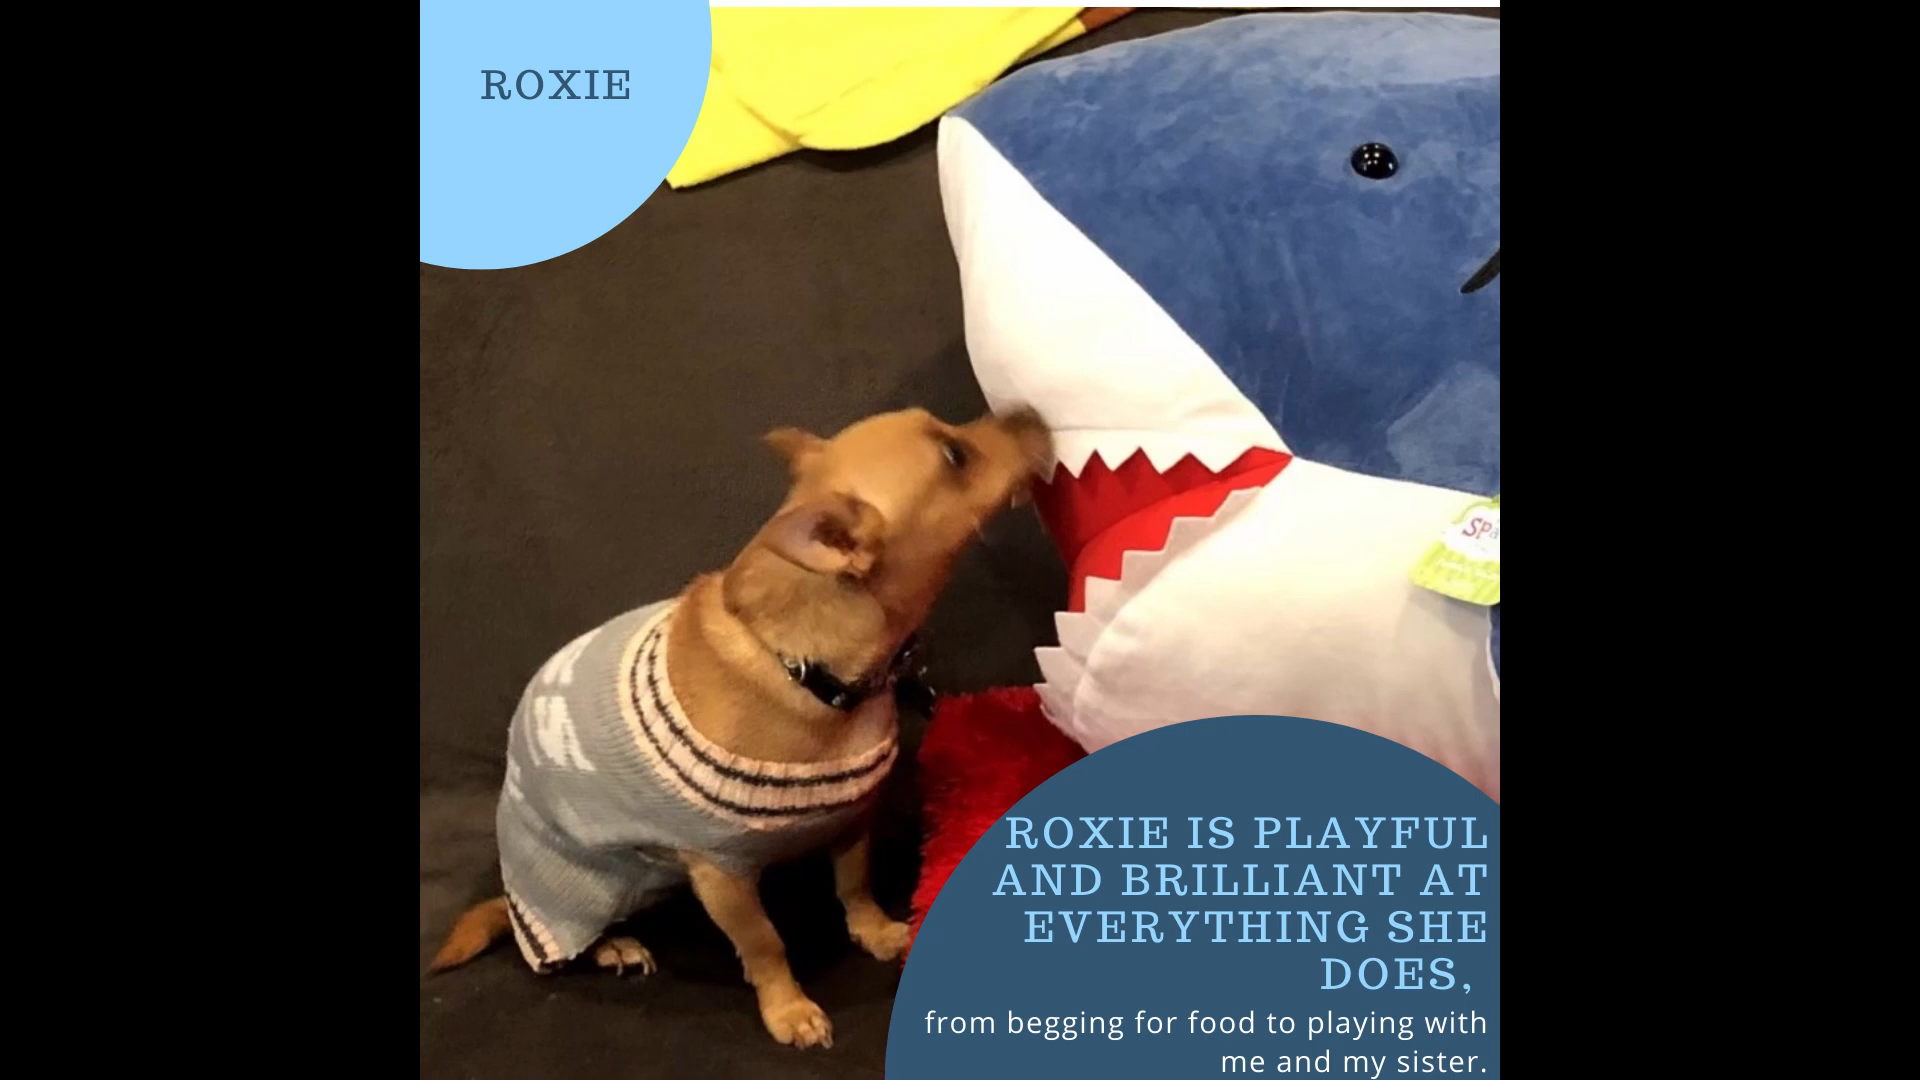 ROXIE
ROXIE IS PLAYFUL
AND BRILLIANT AT
EVERYTHING SHE
DOES,
from begging for food to playing with
me and my sister.